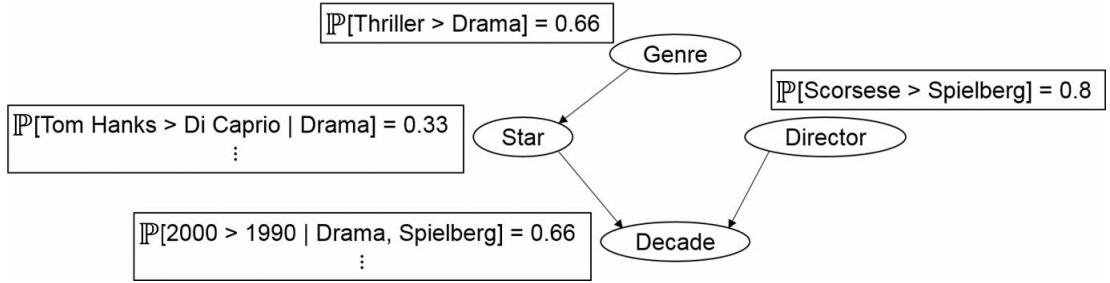 ℙ[Thriller > Drama] = 0.66
Genre
ℙ[Scorsese > Spielberg] = 0.8
ℙ[Tom Hanks > Di Caprio | Drama] = 0.33
⋮
Star
Director
ℙ[2000 > 1990 | Drama, Spielberg] = 0.66
⋮
Decade